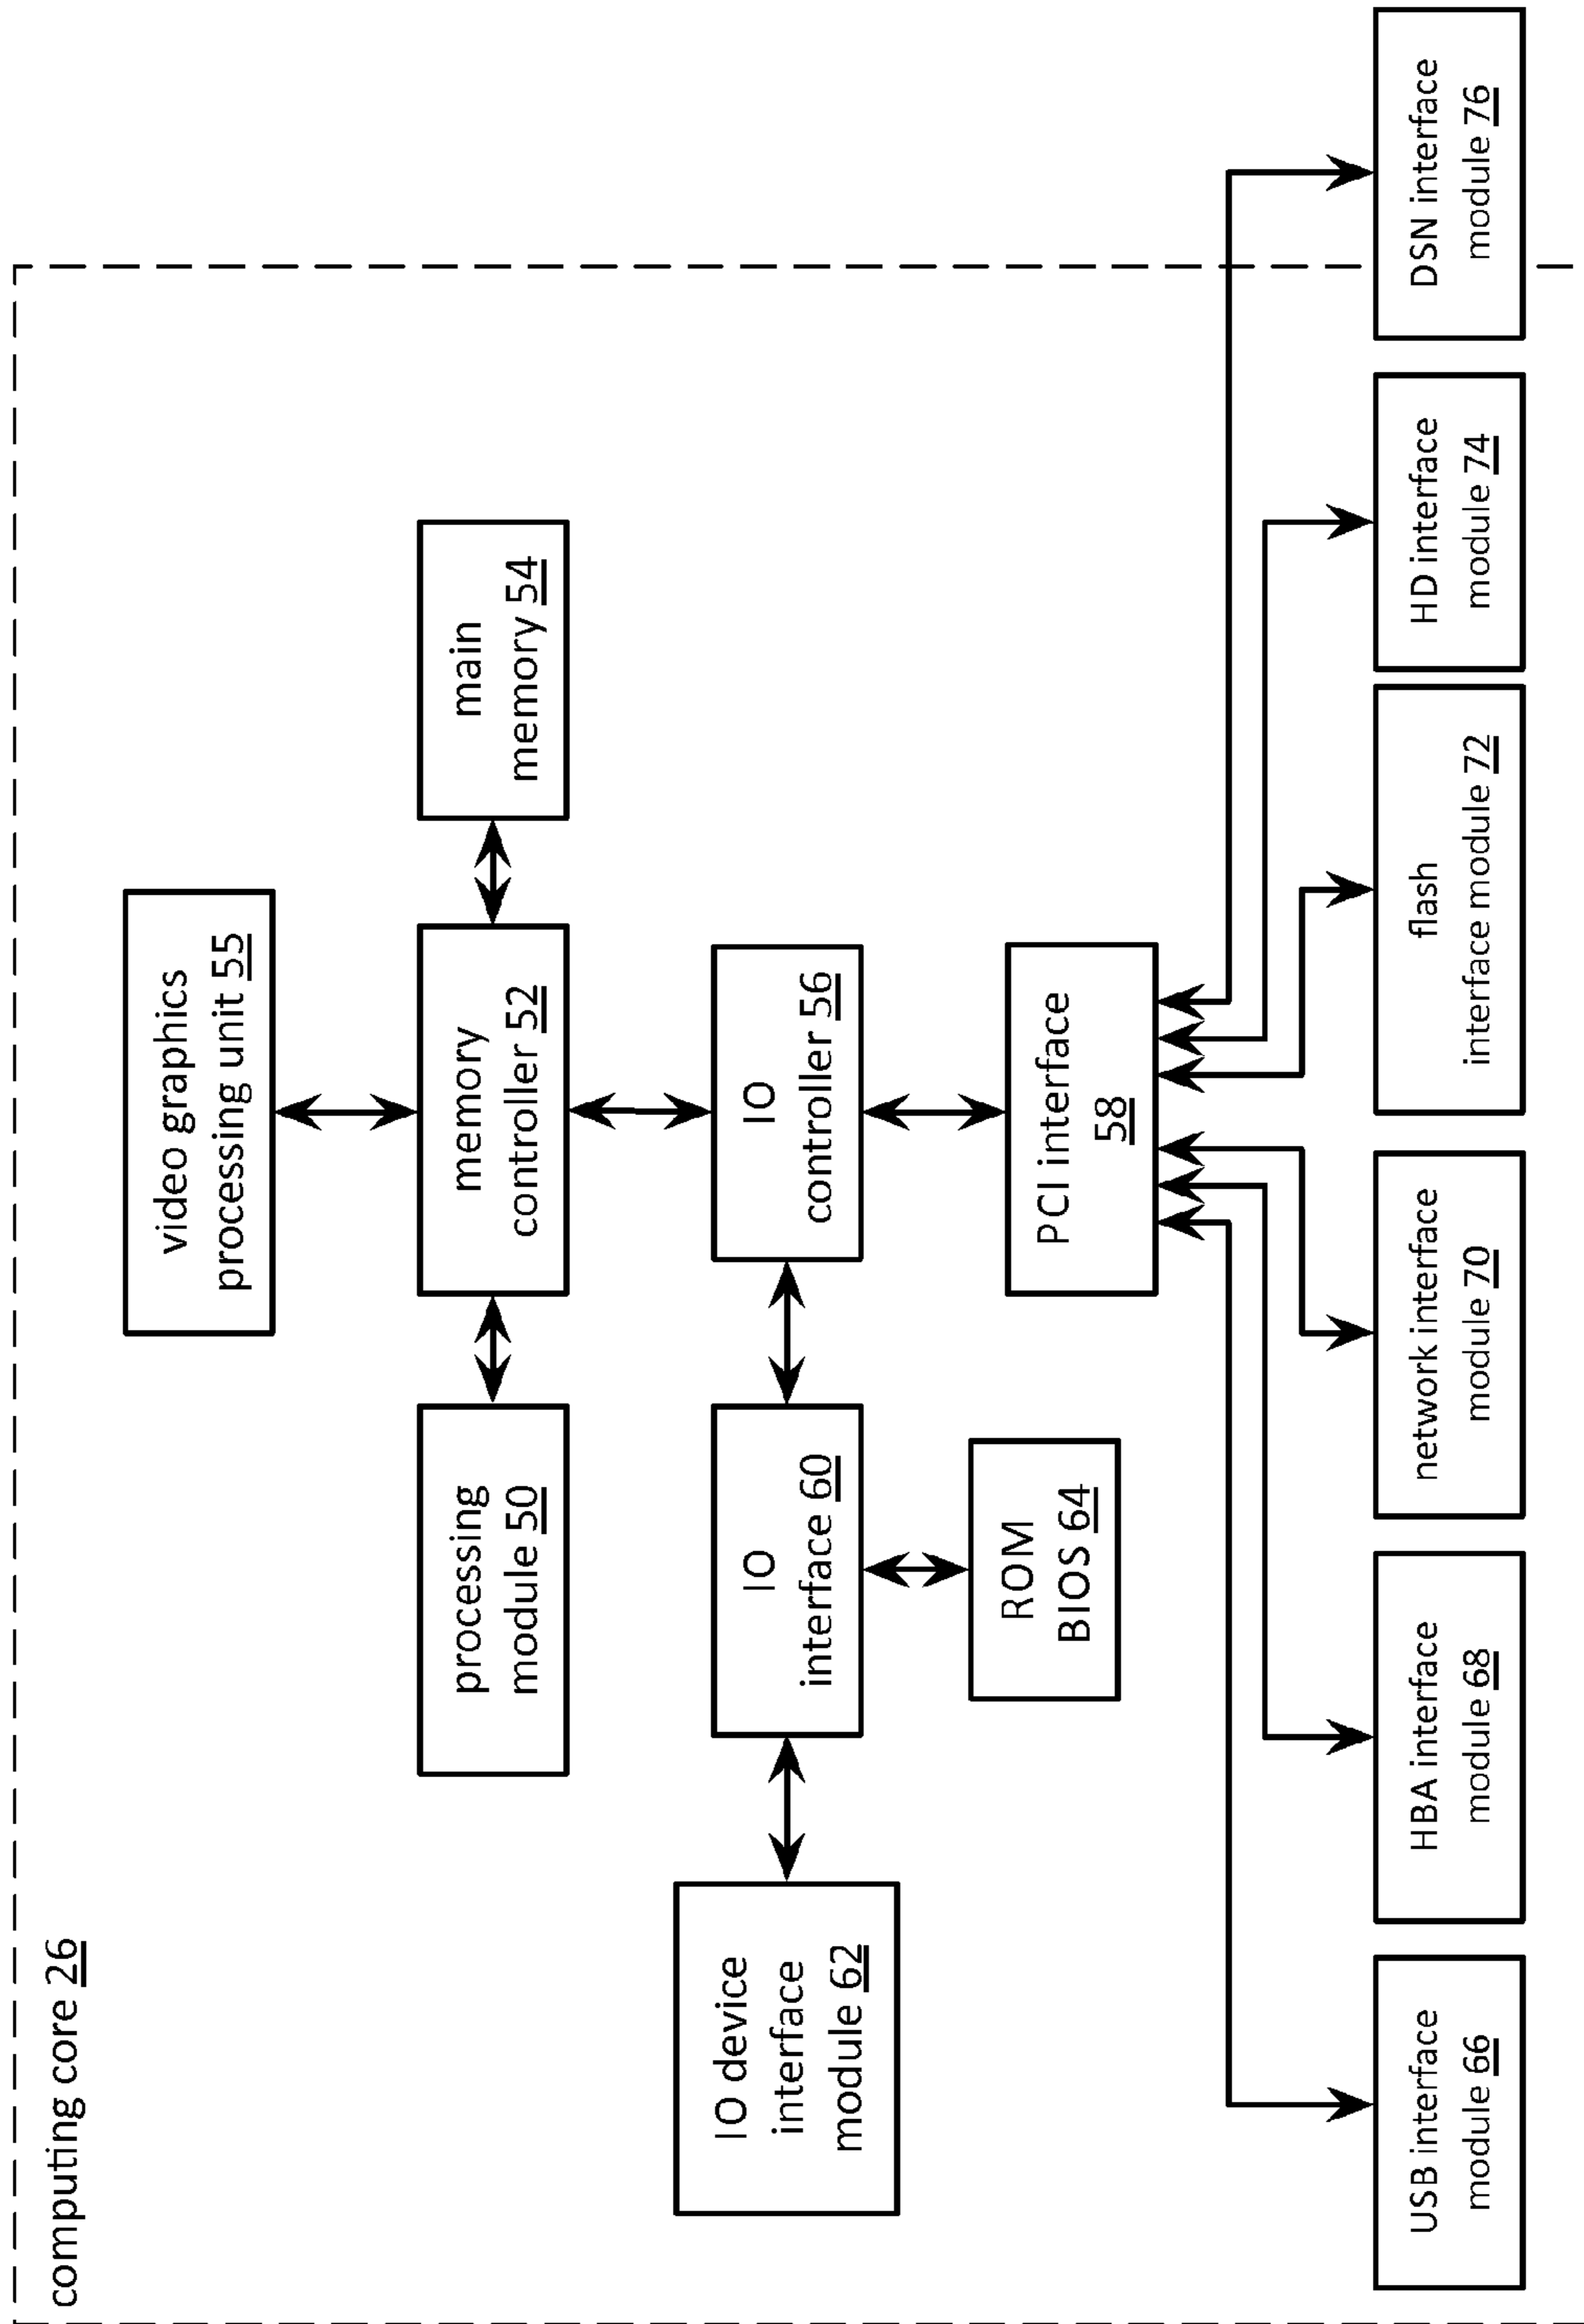 computing core 26
video graphics
processing unit 55
processing
module 50
memory
controller 52
main
memory 54
IO device
interface
module 62
IO
interface 60
IO
controller 56
ROM
BIOS 64
PCI interface
58
USB interface
module 66
HBA interface
module 68
network interface
module 70
flash
interface module 72
HD interface
module 74
DSN interface
module 76